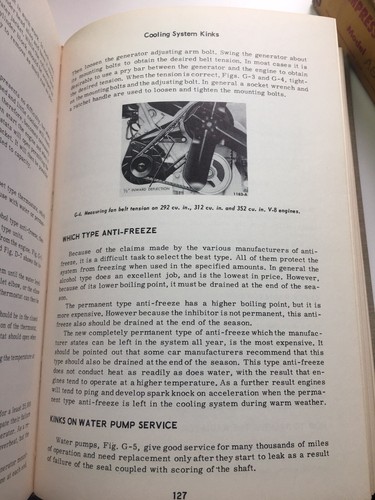 Cooling System Kinks
Then loosen the generator adjusting arm bolt. Swing the generator about
its mounting bolts to obtain the desired belt tension. In most cases it is
able to use a pry bar between the generator and the engine to obtain
the desired tension. When the tension is correct, Figs. G-3 and G-4, tight-
en the mounting bolts and the adjusting bolt. In general a socket wrench and
a ratchet handle are used to loosen and tighten the mounting bolts.
½" INWARD DEFLECTION
G-4. Measuring fan belt tension on 292 cu. in., 312 cu. in. and 352 cu. in. V-8 engines.
WHICH TYPE ANTI-FREEZE
Because of the claims made by the various manufacturers of anti-
freeze, it is a difficult task to select the best type. All of them protect the
system from freezing when used in the specified amounts. In general the
alcohol type does an excellent job, and is the lowest in price. However,
because of its lower boiling point, it must be drained at the end of the sea-
son.
The permanent type anti-freeze has a higher boiling point, but it is
more expensive. However because the inhibitor is not permanent, this anti-
freeze also should be drained at the end of the season.
The new completely permanent type of anti-freeze which the manufac-
turer states can be left in the system all year, is the most expensive. It
should be pointed out that some car manufacturers recommend that this
type should also be drained at the end of the season. This type anti-freeze
does not conduct heat as readily as does water, with the result that en-
gines tend to operate at a higher temperature. As a further result engines
will tend to ping and develop spark knock on acceleration when the perma-
nent type anti-freeze is left in the cooling system during warm weather.
KINKS ON WATER PUMP SERVICE
Water pumps, Fig. G-5, give good service for many thousands of miles
of operation and need replacement only after they start to leak as a result
of failure of the seal coupled with scoring of the shaft.
127